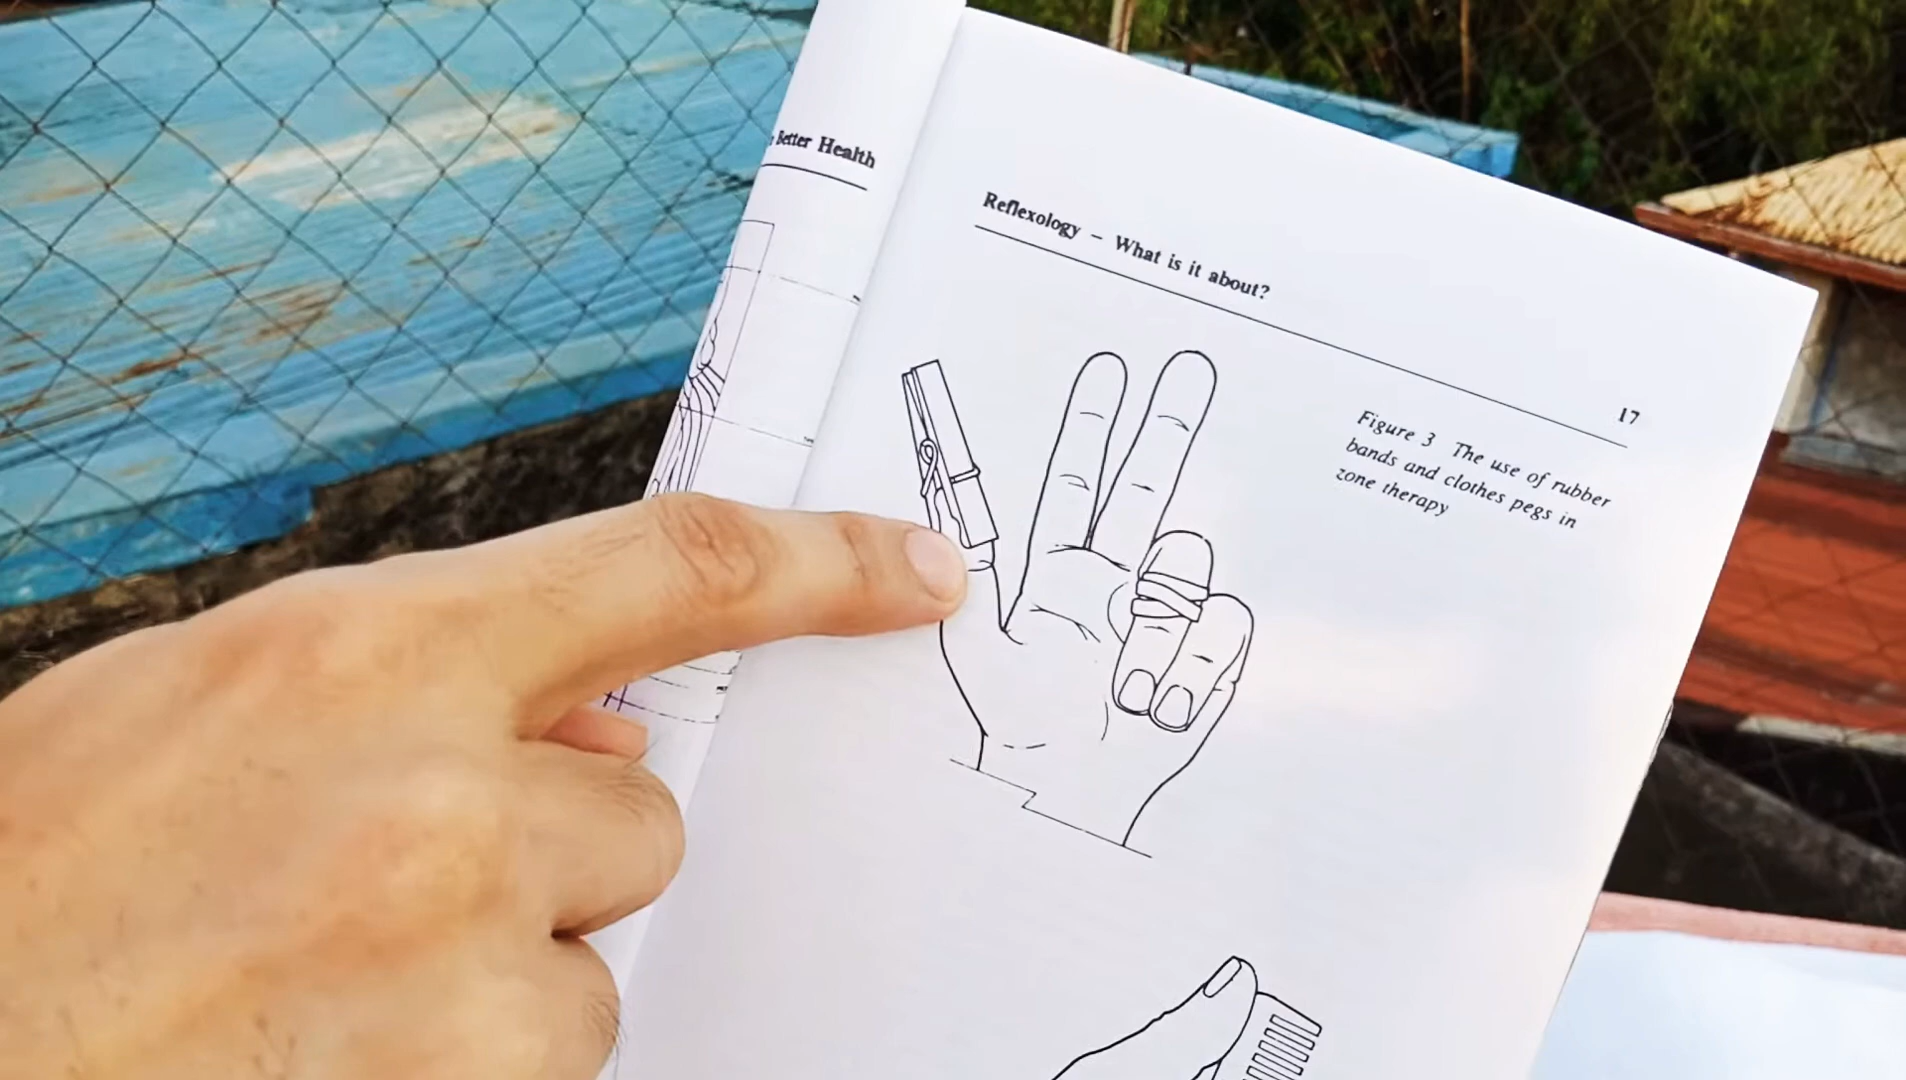 Better Health
Reflexology – What is it about?
17
Figure 3 The use of rubber
bands and clothes pegs in
zone therapy